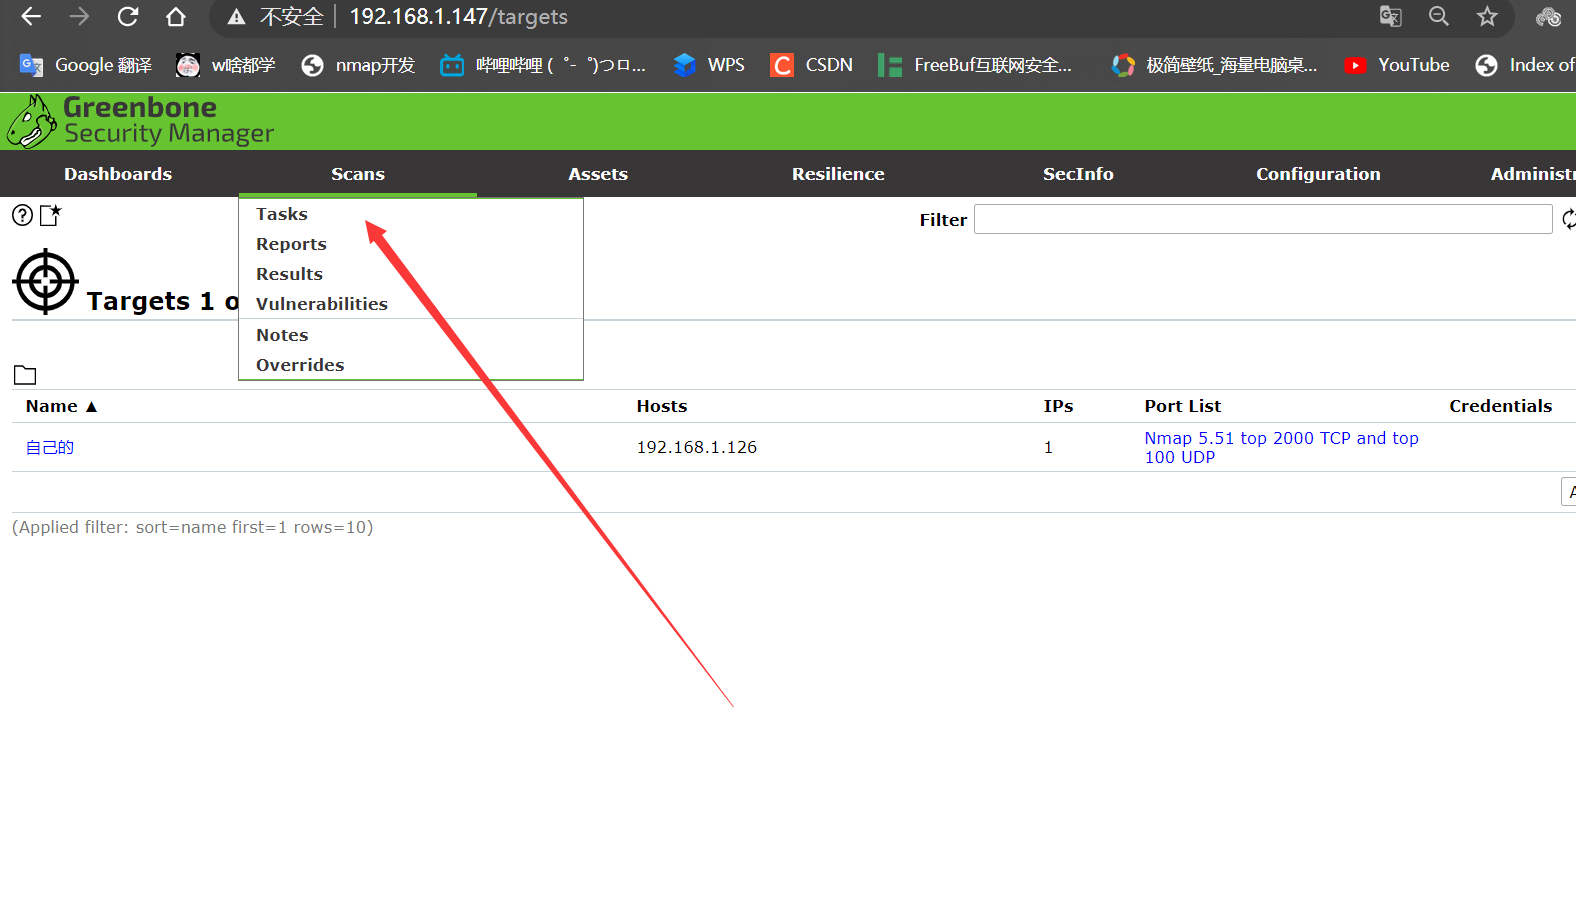 不安全 192.168.1.147/targets
Google 翻译 w啥都学 nmap开发 哔哩哔哩 ( ゜- ゜)つロ... WPS CSDN FreeBuf互联网安全... 极简壁纸_海量电脑桌... YouTube Index of
Greenbone
Security Manager
Dashboards Scans Assets Resilience SecInfo Configuration Administr
Tasks
Filter
Reports
Results
Targets 1 o
Vulnerabilities
Notes
Overrides
Name ▲ Hosts IPs Port List Credentials
自己的 192.168.1.126 1 Nmap 5.51 top 2000 TCP and top
100 UDP
(Applied filter: sort=name first=1 rows=10)